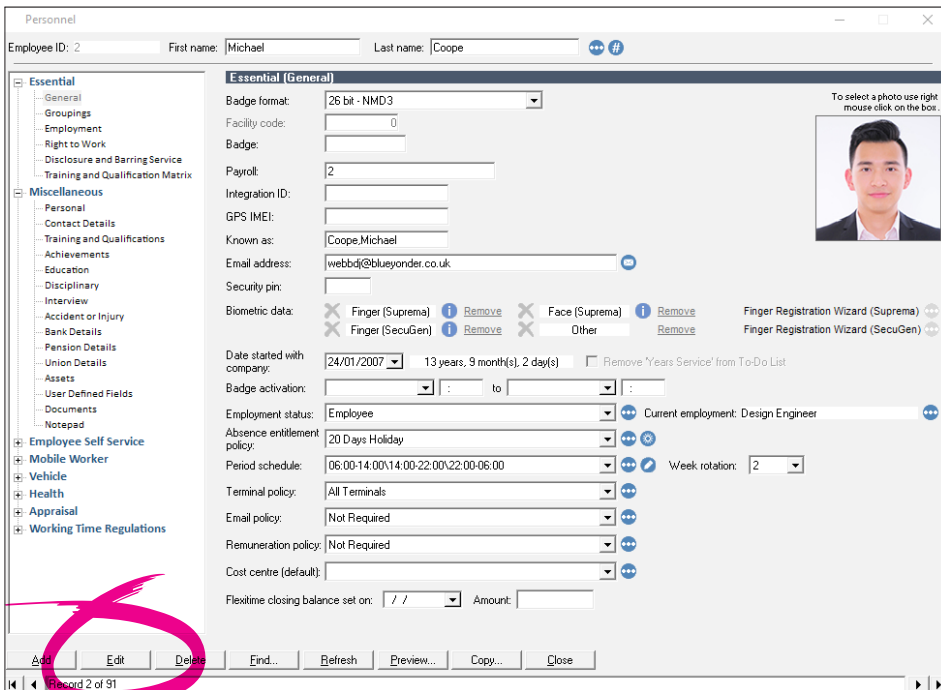 Personnel
Employee ID: 2 First name: Michael Last name: Coope #
Essential
General
Groupings
Employment
Right to Work
Disclosure and Barring Service
Training and Qualification Matrix
Miscellaneous
Personal
Contact Details
Training and Qualifications
Achievements
Education
Disciplinary
Interview
Accident or Injury
Bank Details
Pension Details
Union Details
Assets
User Defined Fields
Documents
Notepad
Employee Self Service
Mobile Worker
Vehicle
Health
Appraisal
Working Time Regulations
Essential (General)
Badge format: 26 bit - NMD3
Facility code: 0
Badge:
Payroll: 2
Integration ID:
GPS IMEI:
Known as: Coope,Michael
Email address: webbdj@blueyonder.co.uk
Security pin:
To select a photo use right
mouse click on the box.
Biometric data: Finger (Suprema) i Remove Face (Suprema) i Remove Finger Registration Wizard (Suprema)
Finger (SecuGen) i Remove Other Remove Finger Registration Wizard (SecuGen)
Date started with
company: 24/01/2007 13 years, 9 month(s), 2 day(s) Remove 'Years Service' from To-Do List
Badge activation: : to :
Employment status: Employee Current employment: Design Engineer
Absence entitlement
policy: 20 Days Holiday
Period schedule: 06:00-14:00\14:00-22:00\22:00-06:00 Week rotation: 2
Terminal policy: All Terminals
Email policy: Not Required
Remuneration policy: Not Required
Cost centre (default):
Flexitime closing balance set on: / / Amount:
Add Edit Delete Find... Refresh Preview... Copy... Close
Record 2 of 91